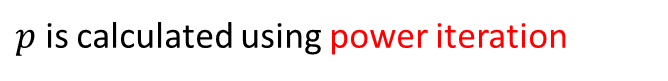 p is calculated using power iteration